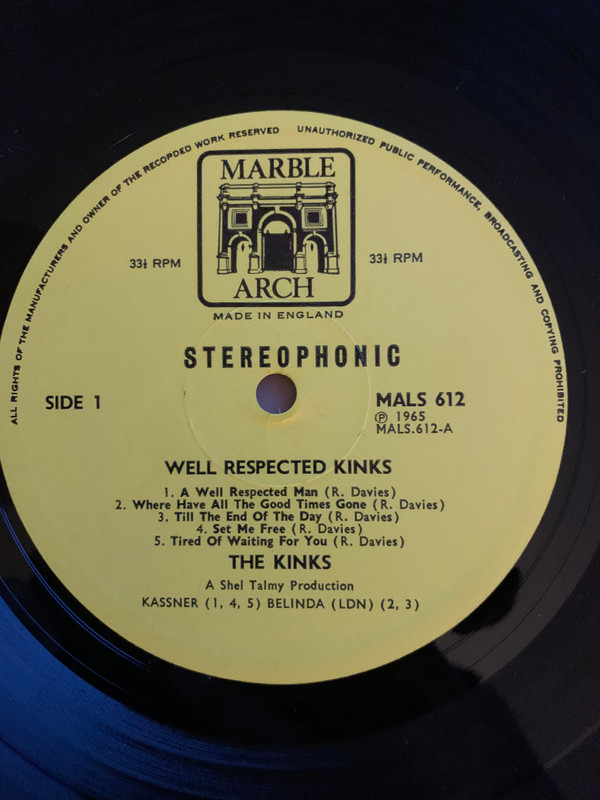 ALL RIGHTS OF THE MANUFACTURERS AND OWNER OF THE RECORDED WORK RESERVED
UNAUTHORIZED PUBLIC PERFORMANCE, BROADCASTING AND COPYING PROHIBITED
MARBLE
ARCH
33⅓ RPM
33⅓ RPM
MADE IN ENGLAND
STEREOPHONIC
SIDE 1
MALS 612
℗ 1965
MALS.612-A
WELL RESPECTED KINKS
1. A Well Respected Man (R. Davies)
2. Where Have All The Good Times Gone (R. Davies)
3. Till The End Of The Day (R. Davies)
4. Set Me Free (R. Davies)
5. Tired Of Waiting For You (R. Davies)
THE KINKS
A Shel Talmy Production
KASSNER (1, 4, 5) BELINDA (LDN) (2, 3)